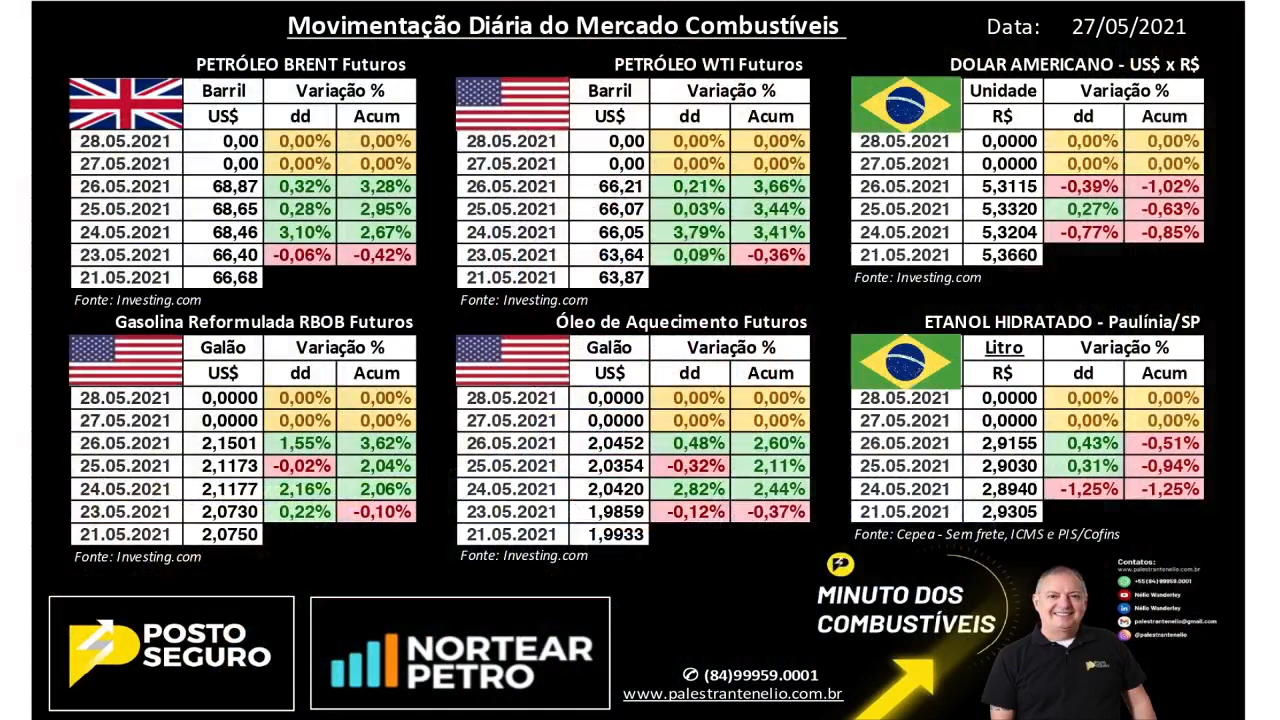 Movimentação Diária do Mercado Combustíveis
Data: 27/05/2021
PETRÓLEO BRENT Futuros
Barril Variação %
US$ dd Acum
28.05.2021 0,00 0,00% 0,00%
27.05.2021 0,00 0,00% 0,00%
26.05.2021 68,87 0,32% 3,28%
25.05.2021 68,65 0,28% 2,95%
24.05.2021 68,46 3,10% 2,67%
23.05.2021 66,40 -0,06% -0,42%
21.05.2021 66,68
Fonte: Investing.com
PETRÓLEO WTI Futuros
Barril Variação %
US$ dd Acum
28.05.2021 0,00 0,00% 0,00%
27.05.2021 0,00 0,00% 0,00%
26.05.2021 66,21 0,21% 3,66%
25.05.2021 66,07 0,03% 3,44%
24.05.2021 66,05 3,79% 3,41%
23.05.2021 63,64 0,09% -0,36%
21.05.2021 63,87
Fonte: Investing.com
DOLAR AMERICANO - US$ x R$
Unidade Variação %
R$ dd Acum
28.05.2021 0,0000 0,00% 0,00%
27.05.2021 0,0000 0,00% 0,00%
26.05.2021 5,3115 -0,39% -1,02%
25.05.2021 5,3320 0,27% -0,63%
24.05.2021 5,3204 -0,77% -0,85%
21.05.2021 5,3660
Fonte: Investing.com
Gasolina Reformulada RBOB Futuros
Galão Variação %
US$ dd Acum
28.05.2021 0,0000 0,00% 0,00%
27.05.2021 0,0000 0,00% 0,00%
26.05.2021 2,1501 1,55% 3,62%
25.05.2021 2,1173 -0,02% 2,04%
24.05.2021 2,1177 2,16% 2,06%
23.05.2021 2,0730 0,22% -0,10%
21.05.2021 2,0750
Fonte: Investing.com
Óleo de Aquecimento Futuros
Galão Variação %
US$ dd Acum
28.05.2021 0,0000 0,00% 0,00%
27.05.2021 0,0000 0,00% 0,00%
26.05.2021 2,0452 0,48% 2,60%
25.05.2021 2,0354 -0,32% 2,11%
24.05.2021 2,0420 2,82% 2,44%
23.05.2021 1,9859 -0,12% -0,37%
21.05.2021 1,9933
Fonte: Investing.com
ETANOL HIDRATADO - Paulínia/SP
Litro Variação %
R$ dd Acum
28.05.2021 0,0000 0,00% 0,00%
27.05.2021 0,0000 0,00% 0,00%
26.05.2021 2,9155 0,43% -0,51%
25.05.2021 2,9030 0,31% -0,94%
24.05.2021 2,8940 -1,25% -1,25%
21.05.2021 2,9305
Fonte: Cepea - Sem frete, ICMS e PIS/Cofins
POSTO
SEGURO
NORTEAR
PETRO
✆ (84)99959.0001
www.palestrantenelio.com.br
MINUTO DOS
COMBUSTÍVEIS
Contatos:
www.palestrantenelio.com.br
+55(84)99959.0001
Nélio Wanderley
Nélio Wanderley
palestrantenelio@gmail.com
@palestrantenelio
POSTO
SEGURO